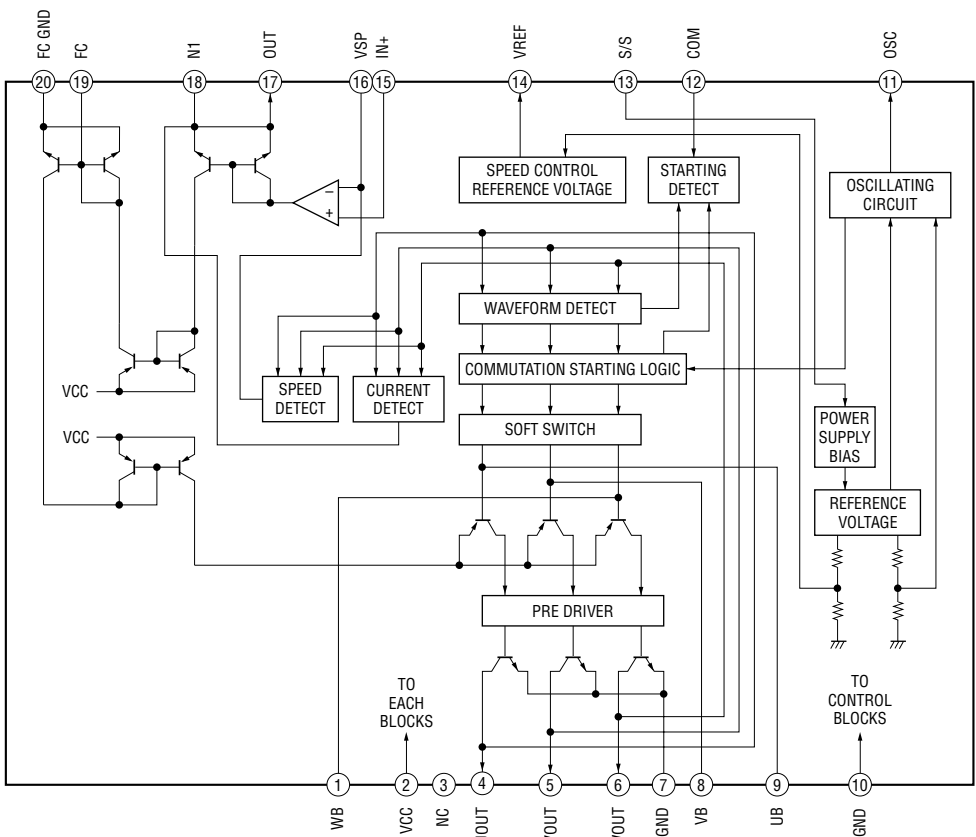 FC GND
FC
N1
OUT
VSP
IN+
VREF
S/S
COM
OSC
20
19
18
17
16
15
14
13
12
11
SPEED CONTROL
REFERENCE VOLTAGE
STARTING
DETECT
OSCILLATING
CIRCUIT
−
+
WAVEFORM DETECT
COMMUTATION STARTING LOGIC
SPEED
DETECT
CURRENT
DETECT
SOFT SWITCH
VCC
VCC
POWER
SUPPLY
BIAS
REFERENCE
VOLTAGE
PRE DRIVER
TO
EACH
BLOCKS
TO
CONTROL
BLOCKS
1
2
3
4
5
6
7
8
9
10
WB
VCC
NC
OUT
OUT
OUT
GND
VB
UB
GND